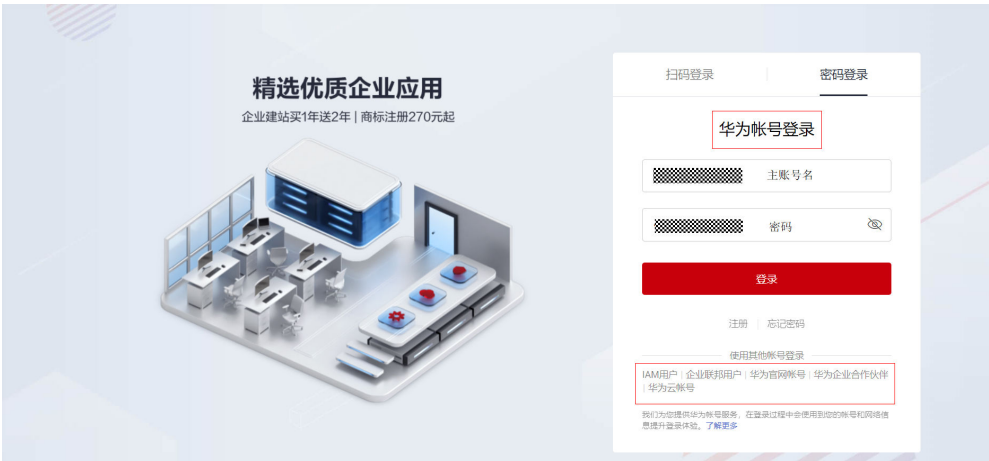 精选优质企业应用
企业建站买1年送2年 | 商标注册270元起
扫码登录
密码登录
华为帐号登录
主账号名
密码
登录
注册 | 忘记密码
使用其他帐号登录
IAM用户 | 企业联邦用户 | 华为官网帐号 | 华为企业合作伙伴
| 华为云帐号
我们为您提供华为帐号服务，在登录过程中会使用到您的帐号和网络信
息提升登录体验。了解更多